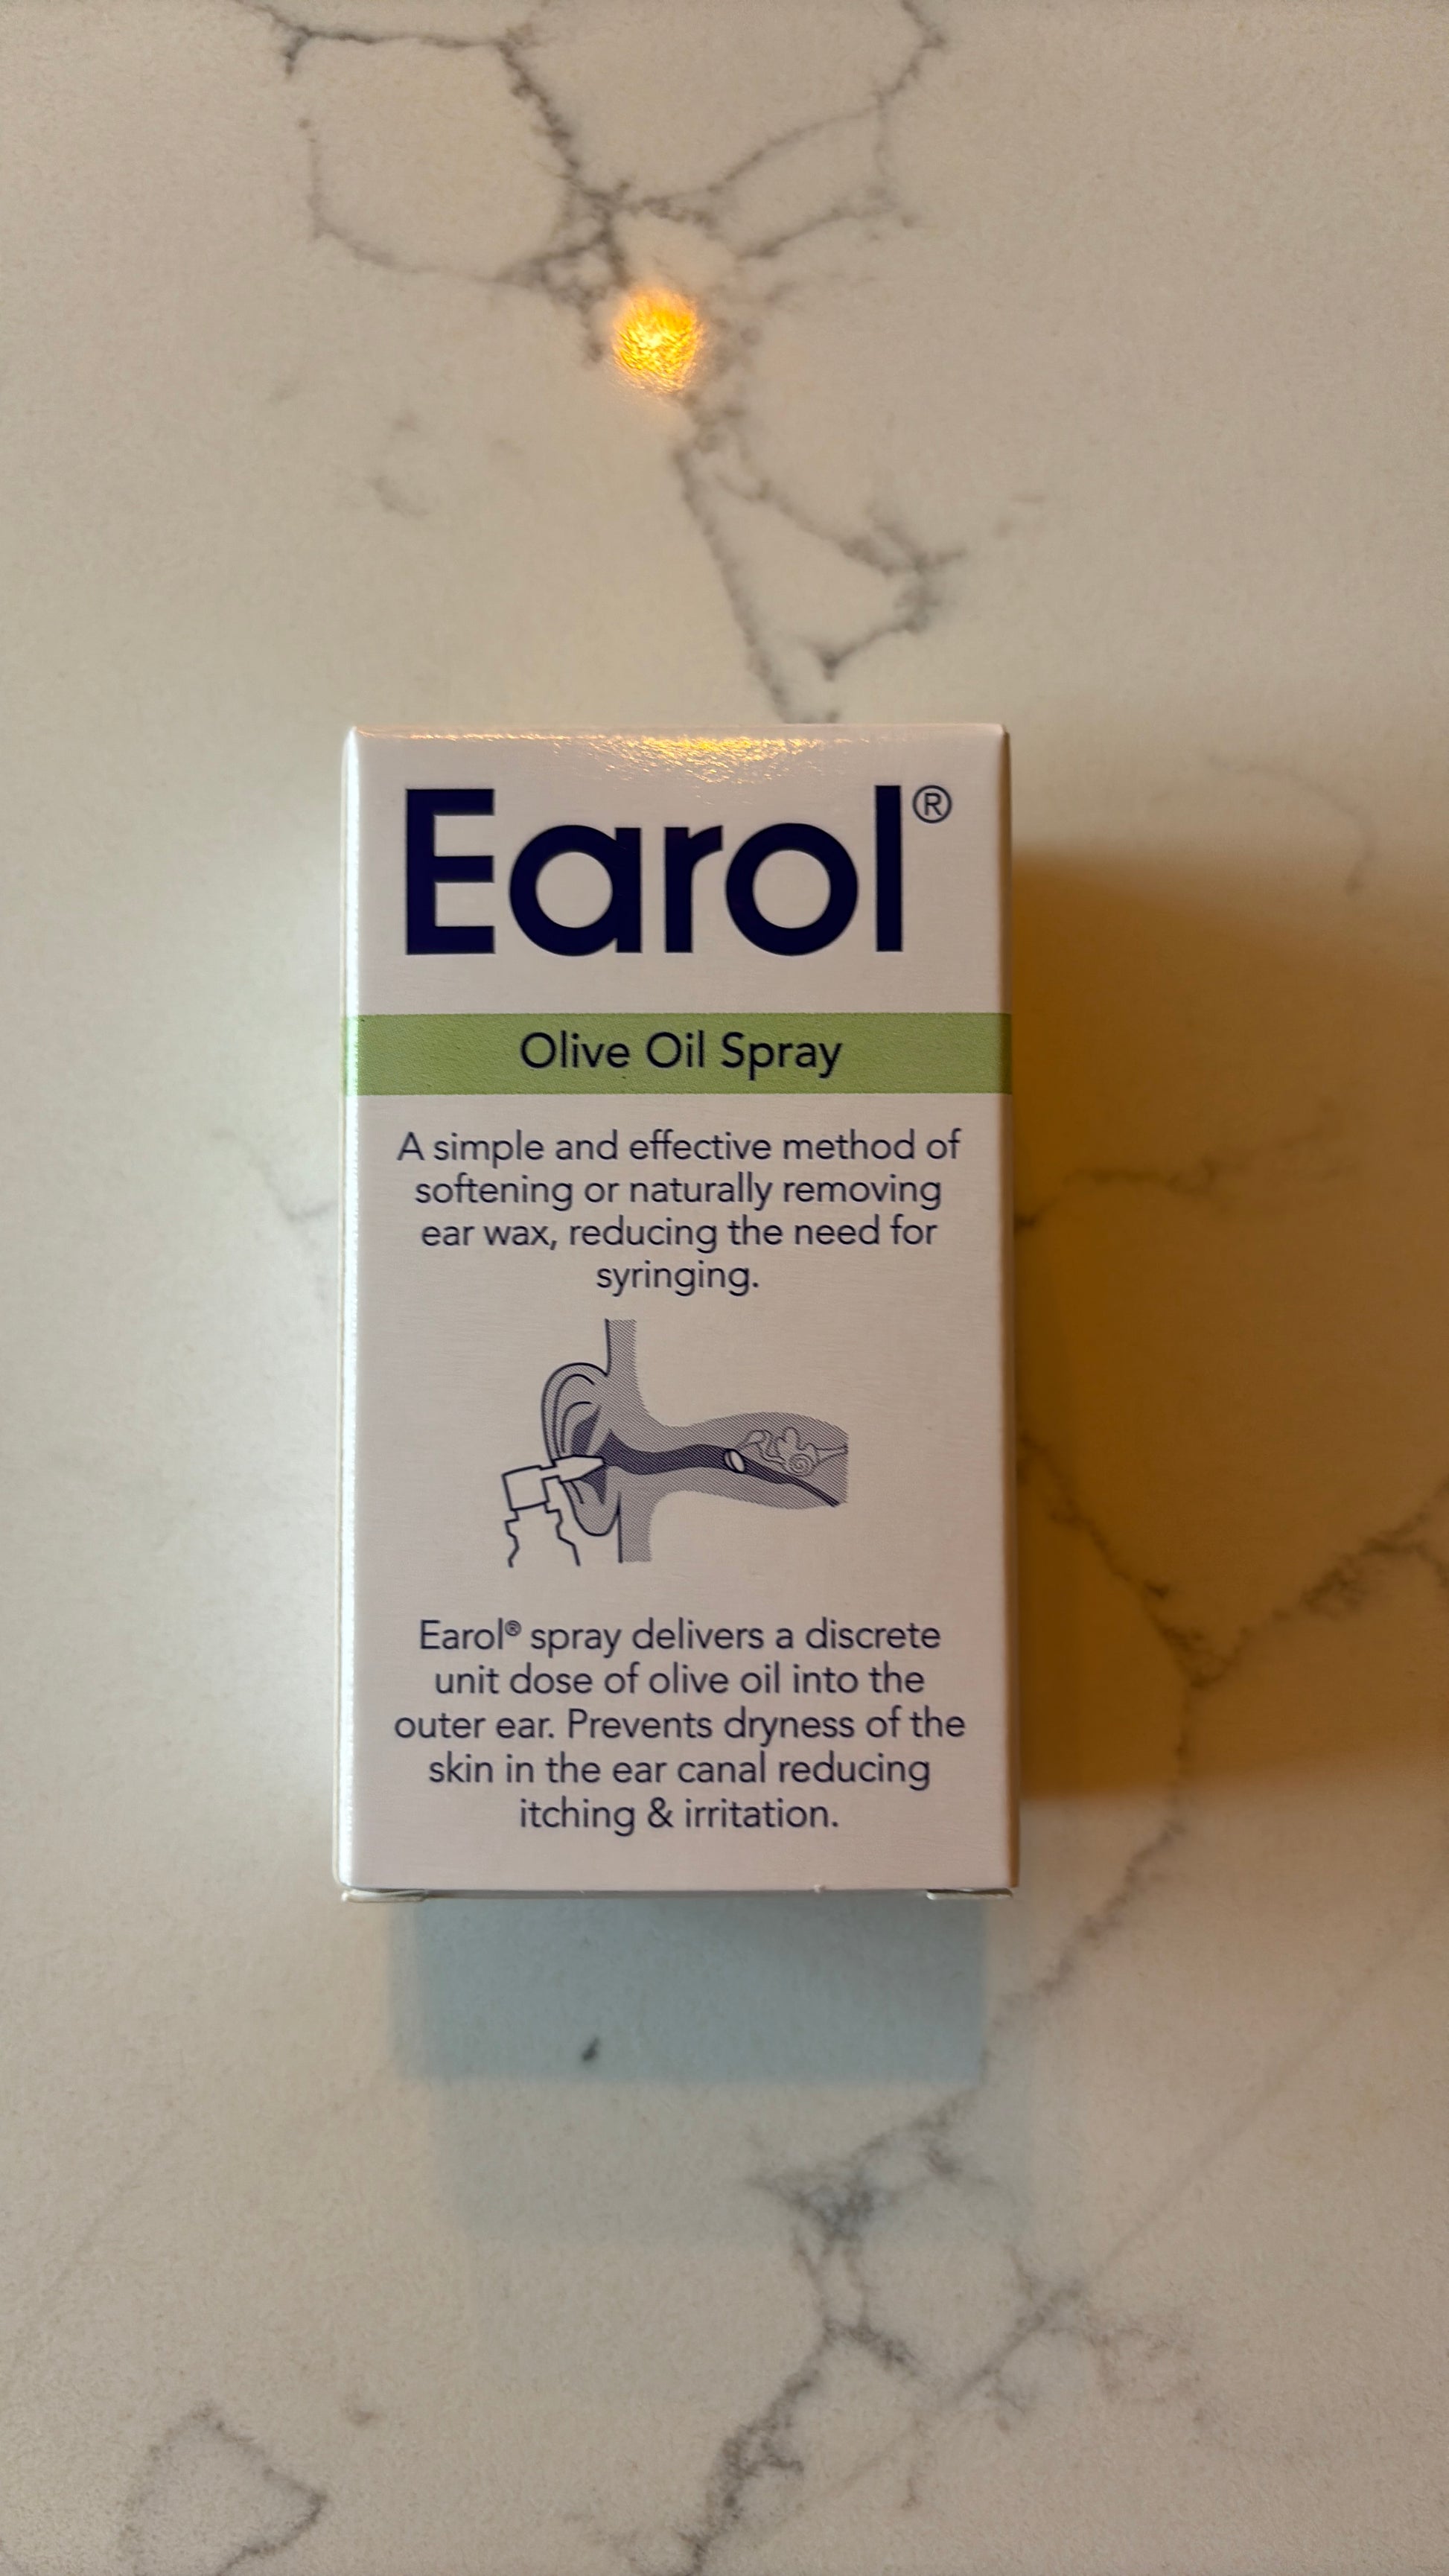 Earol®
Olive Oil Spray
A simple and effective method of
softening or naturally removing
ear wax, reducing the need for
syringing.
Earol® spray delivers a discrete
unit dose of olive oil into the
outer ear. Prevents dryness of the
skin in the ear canal reducing
itching & irritation.